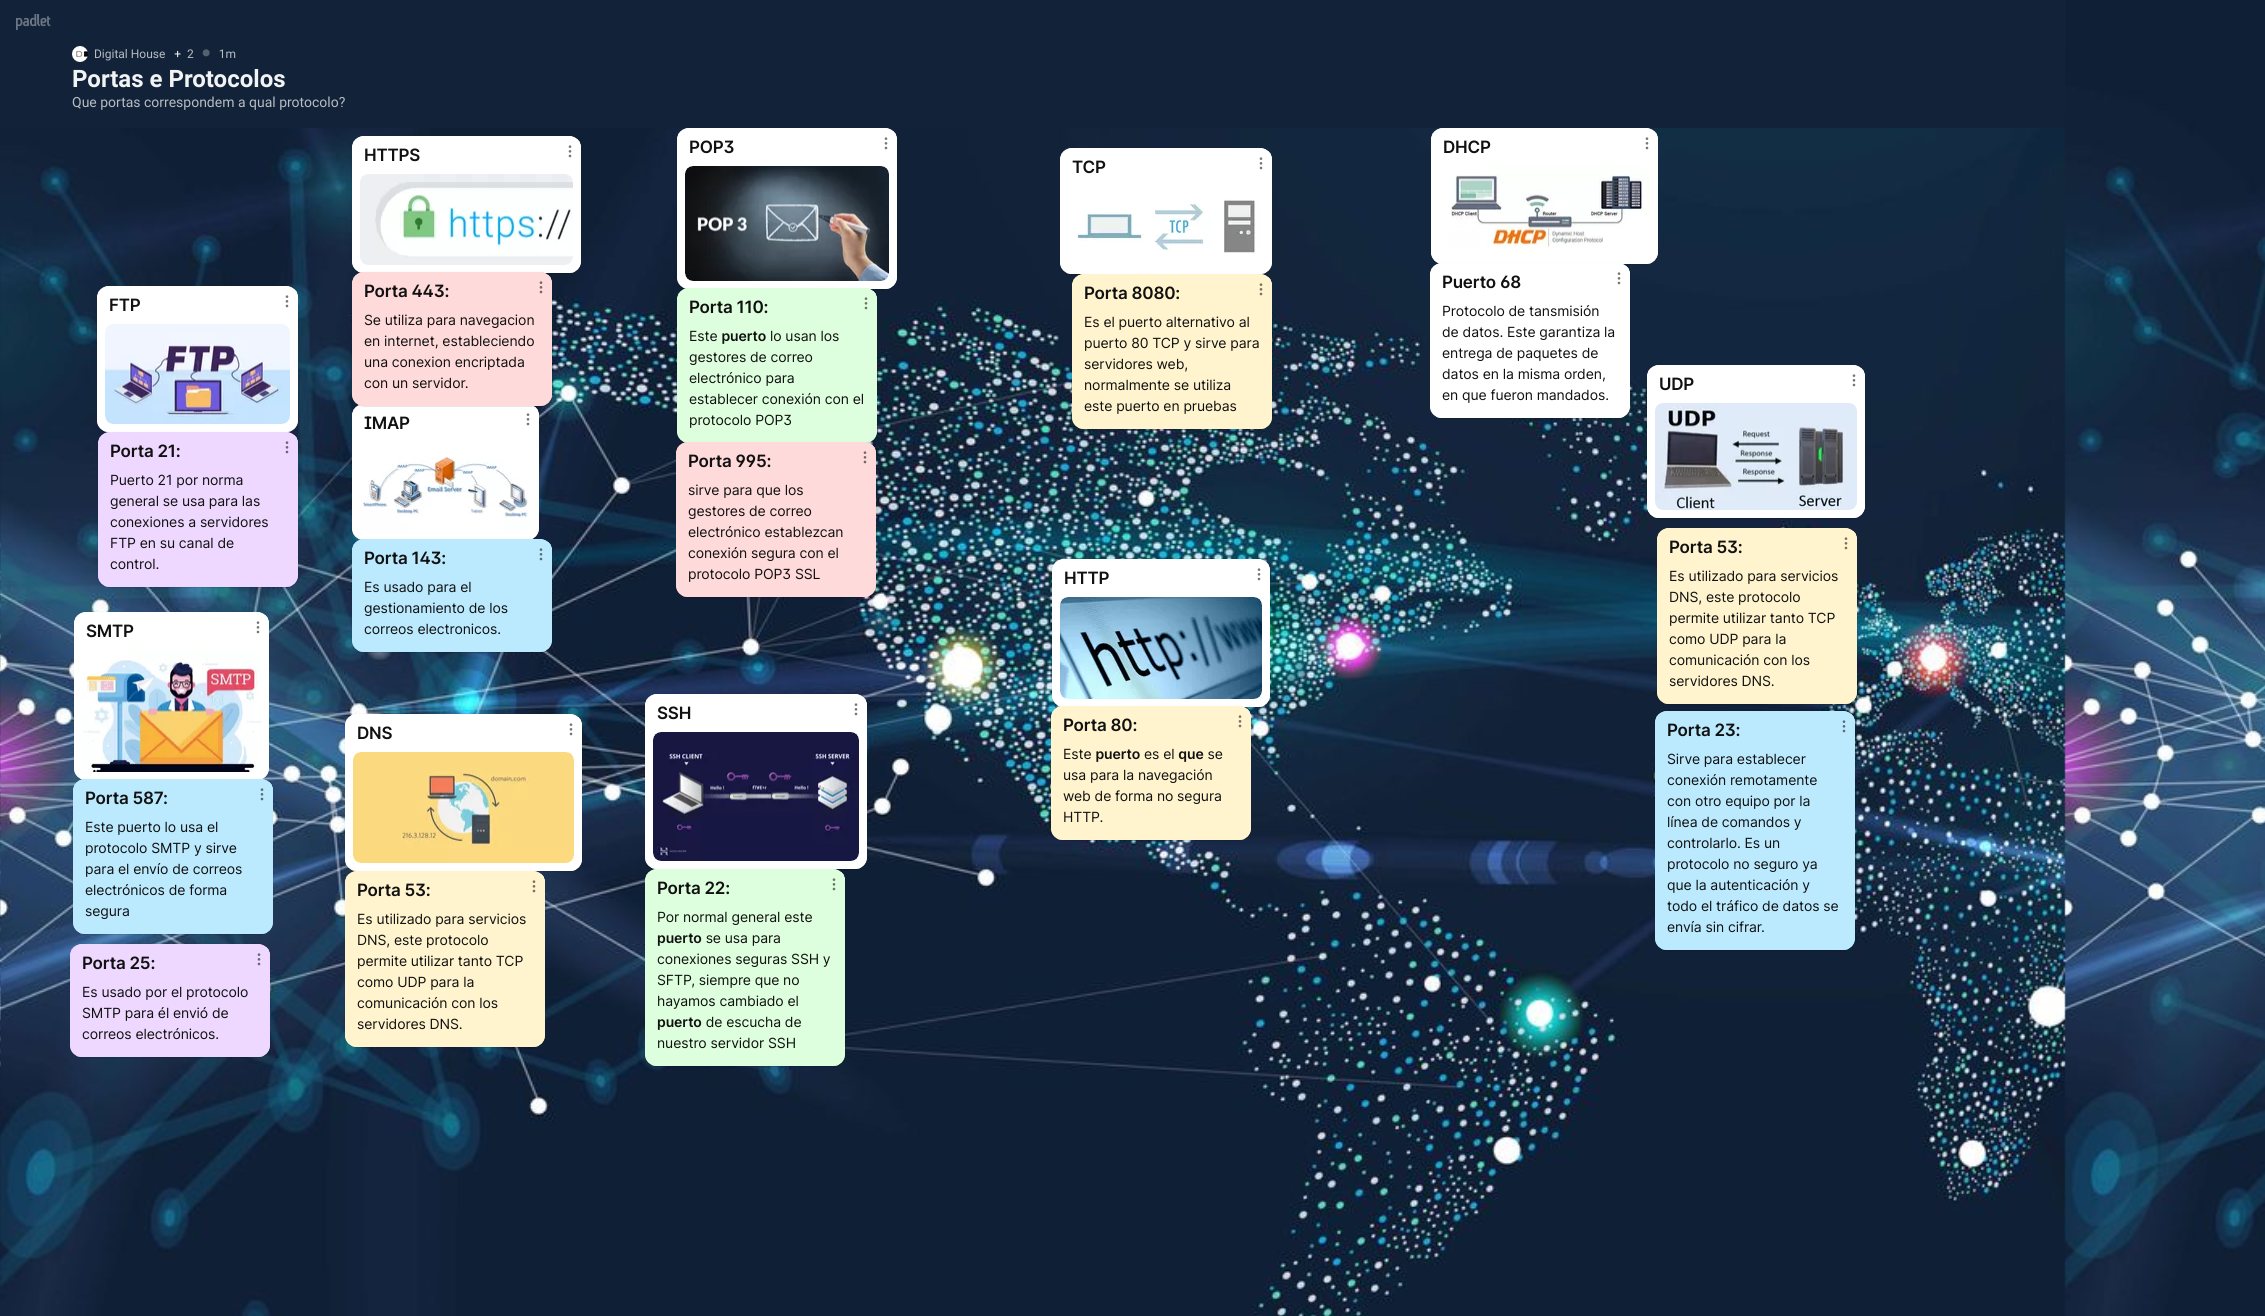 padlet
Digital House + 2 • 1m
Portas e Protocolos
Que portas correspondem a qual protocolo?
FTP
FTP
Porta 21:
Puerto 21 por norma
general se usa para las
conexiones a servidores
FTP en su canal de
control.
SMTP
SMTP
Porta 587:
Este puerto lo usa el
protocolo SMTP y sirve
para el envío de correos
electrónicos de forma
segura
Porta 25:
Es usado por el protocolo
SMTP para él envió de
correos electrónicos.
HTTPS
https://
Porta 443:
Se utiliza para navegacion
en internet, estableciendo
una conexion encriptada
con un servidor.
IMAP
IMAP IMAP IMAP IMAP
Email Server
Smartphone Desktop PC Tablet Desktop PC
Porta 143:
Es usado para el
gestionamiento de los
correos electronicos.
DNS
domain.com
216.3.128.12
Porta 53:
Es utilizado para servicios
DNS, este protocolo
permite utilizar tanto TCP
como UDP para la
comunicación con los
servidores DNS.
POP3
POP 3
Porta 110:
Este puerto lo usan los
gestores de correo
electrónico para
establecer conexión con el
protocolo POP3
Porta 995:
sirve para que los
gestores de correo
electrónico establezcan
conexión segura con el
protocolo POP3 SSL
SSH
SSH CLIENT SSH SERVER
Hello ! Hello !
Porta 22:
Por normal general este
puerto se usa para
conexiones seguras SSH y
SFTP, siempre que no
hayamos cambiado el
puerto de escucha de
nuestro servidor SSH
TCP
TCP
Porta 8080:
Es el puerto alternativo al
puerto 80 TCP y sirve para
servidores web,
normalmente se utiliza
este puerto en pruebas
HTTP
http://www
Porta 80:
Este puerto es el que se
usa para la navegación
web de forma no segura
HTTP.
DHCP
DHCP Client Router DHCP Server
DHCP Dynamic Host
Configuration Protocol
Puerto 68
Protocolo de tansmisión
de datos. Este garantiza la
entrega de paquetes de
datos en la misma orden,
en que fueron mandados.
UDP
UDP
Request
Response
Response
Client Server
Porta 53:
Es utilizado para servicios
DNS, este protocolo
permite utilizar tanto TCP
como UDP para la
comunicación con los
servidores DNS.
Porta 23:
Sirve para establecer
conexión remotamente
con otro equipo por la
línea de comandos y
controlarlo. Es un
protocolo no seguro ya
que la autenticación y
todo el tráfico de datos se
envía sin cifrar.